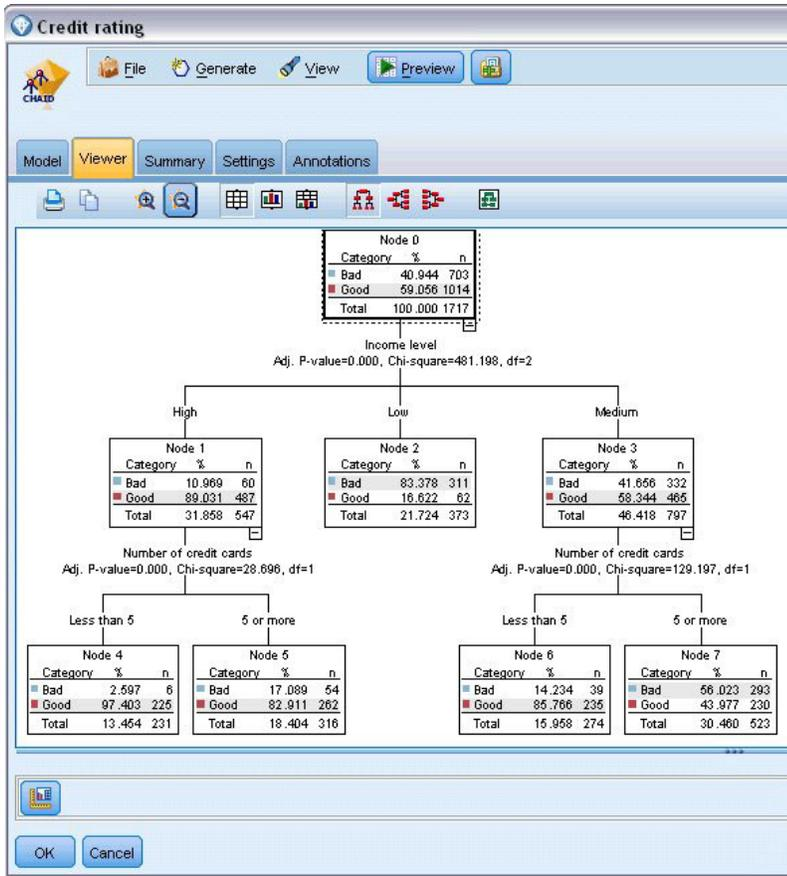 Credit rating
CHAID
File Generate View Preview
Model Viewer Summary Settings Annotations
Node 0
Category % n
Bad 40.944 703
Good 59.056 1014
Total 100.000 1717
Income level
Adj. P-value=0.000, Chi-square=481.198, df=2
High Low Medium
Node 1
Category % n
Bad 10.969 60
Good 89.031 487
Total 31.858 547
Node 2
Category % n
Bad 83.378 311
Good 16.622 62
Total 21.724 373
Node 3
Category % n
Bad 41.656 332
Good 58.344 465
Total 46.418 797
Number of credit cards
Adj. P-value=0.000, Chi-square=28.696, df=1
Number of credit cards
Adj. P-value=0.000, Chi-square=129.197, df=1
Less than 5 5 or more
Less than 5 5 or more
Node 4
Category % n
Bad 2.597 6
Good 97.403 225
Total 13.454 231
Node 5
Category % n
Bad 17.089 54
Good 82.911 262
Total 18.404 316
Node 6
Category % n
Bad 14.234 39
Good 85.766 235
Total 15.958 274
Node 7
Category % n
Bad 56.023 293
Good 43.977 230
Total 30.460 523
OK Cancel